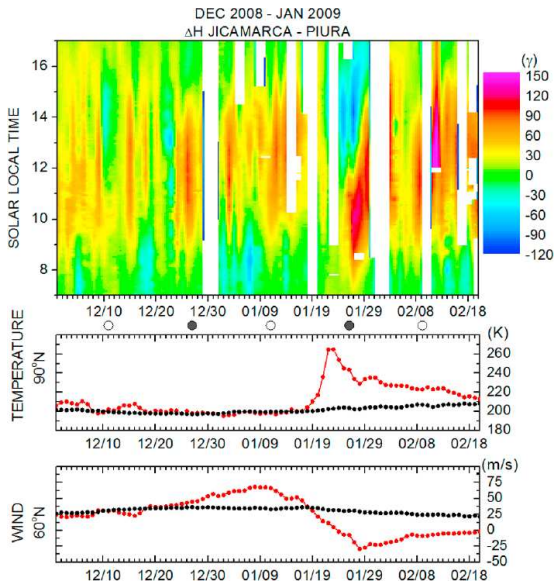 DEC 2008 - JAN 2009
ΔH JICAMARCA - PIURA
(γ)
SOLAR LOCAL TIME
16
14
12
10
8
150
120
90
60
30
0
-30
-60
-90
-120
12/10 12/20 12/30 01/09 01/19 01/29 02/08 02/18
TEMPERATURE
90°N
(K)
260
240
220
200
180
12/10 12/20 12/30 01/09 01/19 01/29 02/08 02/18
WIND
60°N
(m/s)
75
50
25
0
-25
-50
12/10 12/20 12/30 01/09 01/19 01/29 02/08 02/18